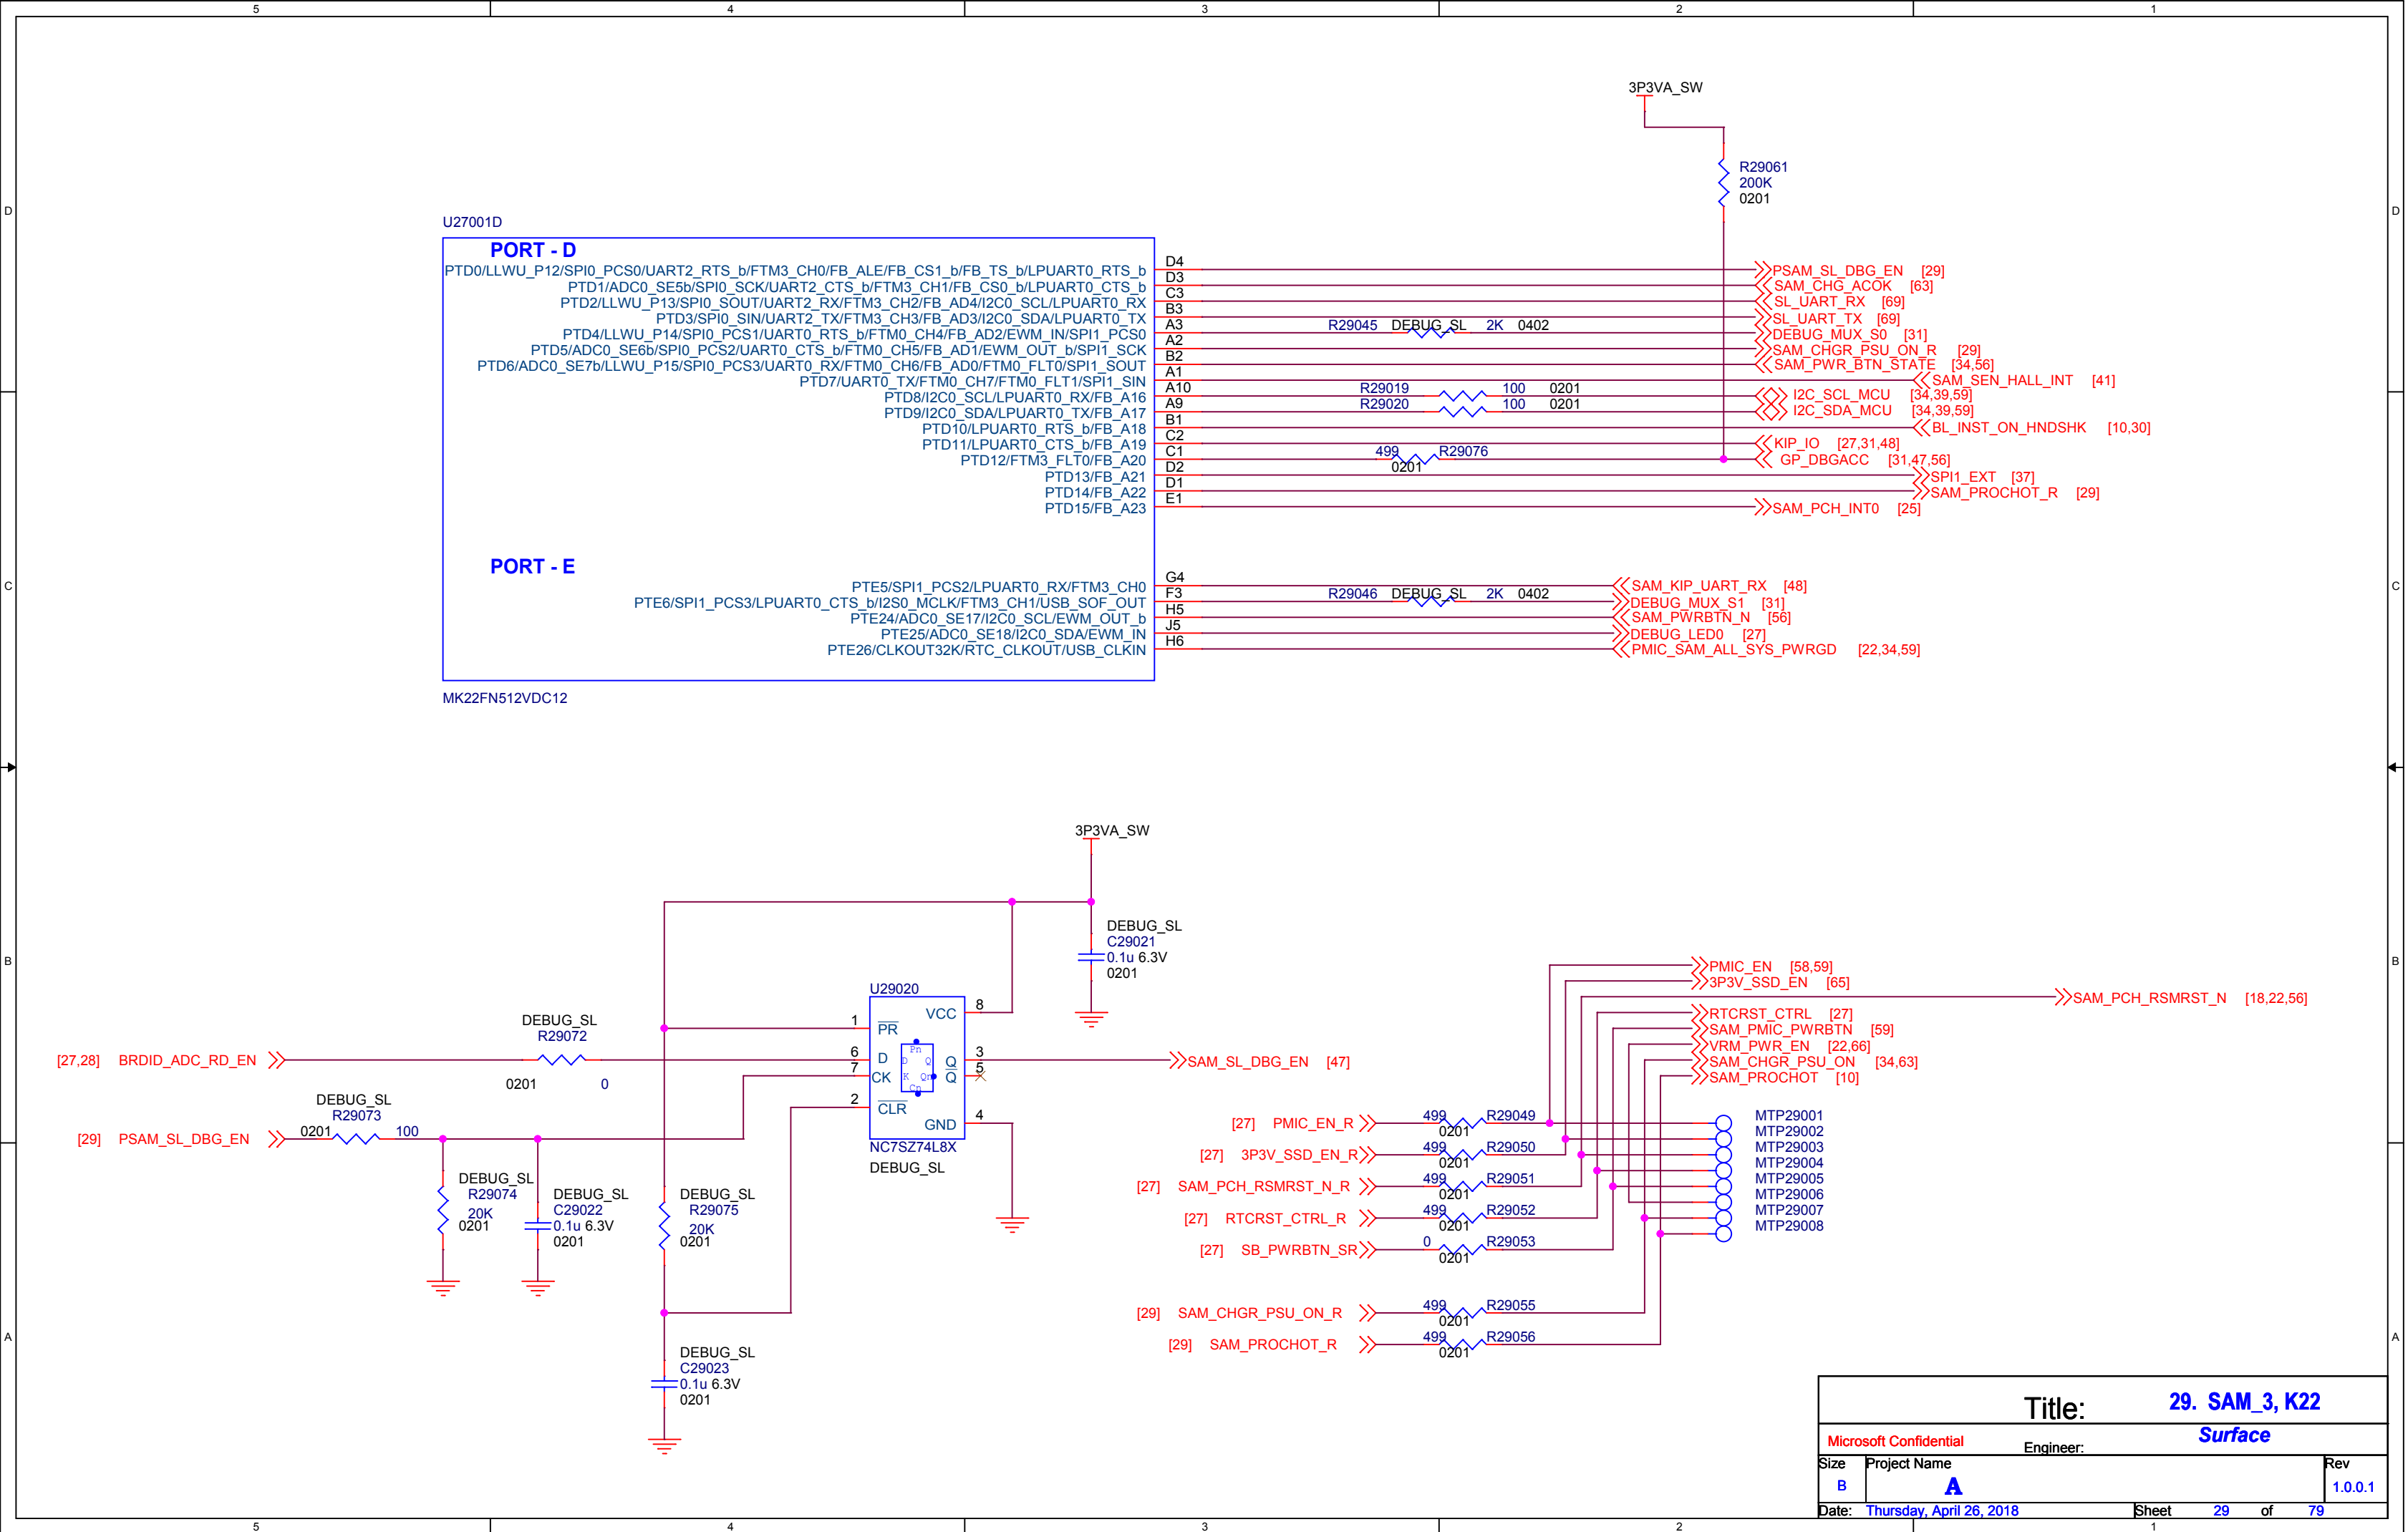 5 4 3 2 1
3P3VA_SW
R29061
200K
0201
D D
U27001D
PORT - D
PTD0/LLWU_P12/SPI0_PCS0/UART2_RTS_b/FTM3_CH0/FB_ALE/FB_CS1_b/FB_TS_b/LPUART0_RTS_b D4 PSAM_SL_DBG_EN [29]
PTD1/ADC0_SE5b/SPI0_SCK/UART2_CTS_b/FTM3_CH1/FB_CS0_b/LPUART0_CTS_b D3 SAM_CHG_ACOK [63]
PTD2/LLWU_P13/SPI0_SOUT/UART2_RX/FTM3_CH2/FB_AD4/I2C0_SCL/LPUART0_RX C3 SL_UART_RX [69]
PTD3/SPI0_SIN/UART2_TX/FTM3_CH3/FB_AD3/I2C0_SDA/LPUART0_TX B3 SL_UART_TX [69]
PTD4/LLWU_P14/SPI0_PCS1/UART0_RTS_b/FTM0_CH4/FB_AD2/EWM_IN/SPI1_PCS0 A3 R29045 DEBUG_SL 2K 0402 DEBUG_MUX_S0 [31]
PTD5/ADC0_SE6b/SPI0_PCS2/UART0_CTS_b/FTM0_CH5/FB_AD1/EWM_OUT_b/SPI1_SCK A2 SAM_CHGR_PSU_ON_R [29]
PTD6/ADC0_SE7b/LLWU_P15/SPI0_PCS3/UART0_RX/FTM0_CH6/FB_AD0/FTM0_FLT0/SPI1_SOUT B2 SAM_PWR_BTN_STATE [34,56]
PTD7/UART0_TX/FTM0_CH7/FTM0_FLT1/SPI1_SIN A1 SAM_SEN_HALL_INT [41]
PTD8/I2C0_SCL/LPUART0_RX/FB_A16 A10 R29019 100 0201 I2C_SCL_MCU [34,39,59]
PTD9/I2C0_SDA/LPUART0_TX/FB_A17 A9 R29020 100 0201 I2C_SDA_MCU [34,39,59]
PTD10/LPUART0_RTS_b/FB_A18 B1 BL_INST_ON_HNDSHK [10,30]
PTD11/LPUART0_CTS_b/FB_A19 C2 KIP_IO [27,31,48]
PTD12/FTM3_FLT0/FB_A20 C1 499 R29076 0201 GP_DBGACC [31,47,56]
PTD13/FB_A21 D2 SPI1_EXT [37]
PTD14/FB_A22 D1 SAM_PROCHOT_R [29]
PTD15/FB_A23 E1 SAM_PCH_INT0 [25]
PORT - E
C C
PTE5/SPI1_PCS2/LPUART0_RX/FTM3_CH0 G4 SAM_KIP_UART_RX [48]
PTE6/SPI1_PCS3/LPUART0_CTS_b/I2S0_MCLK/FTM3_CH1/USB_SOF_OUT F3 R29046 DEBUG_SL 2K 0402 DEBUG_MUX_S1 [31]
PTE24/ADC0_SE17/I2C0_SCL/EWM_OUT_b H5 SAM_PWRBTN_N [56]
PTE25/ADC0_SE18/I2C0_SDA/EWM_IN J5 DEBUG_LED0 [27]
PTE26/CLKOUT32K/RTC_CLKOUT/USB_CLKIN H6 PMIC_SAM_ALL_SYS_PWRGD [22,34,59]
MK22FN512VDC12
3P3VA_SW
DEBUG_SL
C29021
0.1u 6.3V
0201
B B
U29020
VCC 8
1 PR
6 D
7 CK
2 CLR
Pn
D Q
K Qn
Cn
Q 3
Q 5
GND 4
NC7SZ74L8X
DEBUG_SL
SAM_SL_DBG_EN [47]
DEBUG_SL
R29072
[27,28] BRDID_ADC_RD_EN
0201 0
DEBUG_SL
R29073
[29] PSAM_SL_DBG_EN 0201 100
DEBUG_SL
R29074
20K
0201
DEBUG_SL
C29022
0.1u 6.3V
0201
DEBUG_SL
R29075
20K
0201
DEBUG_SL
C29023
0.1u 6.3V
0201
PMIC_EN [58,59]
3P3V_SSD_EN [65]
SAM_PCH_RSMRST_N [18,22,56]
RTCRST_CTRL [27]
SAM_PMIC_PWRBTN [59]
VRM_PWR_EN [22,66]
SAM_CHGR_PSU_ON [34,63]
SAM_PROCHOT [10]
[27] PMIC_EN_R 499 R29049 0201
[27] 3P3V_SSD_EN_R 499 R29050 0201
[27] SAM_PCH_RSMRST_N_R 499 R29051 0201
[27] RTCRST_CTRL_R 499 R29052 0201
[27] SB_PWRBTN_SR 0 R29053 0201
[29] SAM_CHGR_PSU_ON_R 499 R29055 0201
[29] SAM_PROCHOT_R 499 R29056 0201
MTP29001
MTP29002
MTP29003
MTP29004
MTP29005
MTP29006
MTP29007
MTP29008
A A
Title: 29. SAM_3, K22
Microsoft Confidential Engineer: Surface
Size Project Name Rev
B A 1.0.0.1
Date: Thursday, April 26, 2018 Sheet 29 of 79
5 4 3 2 1